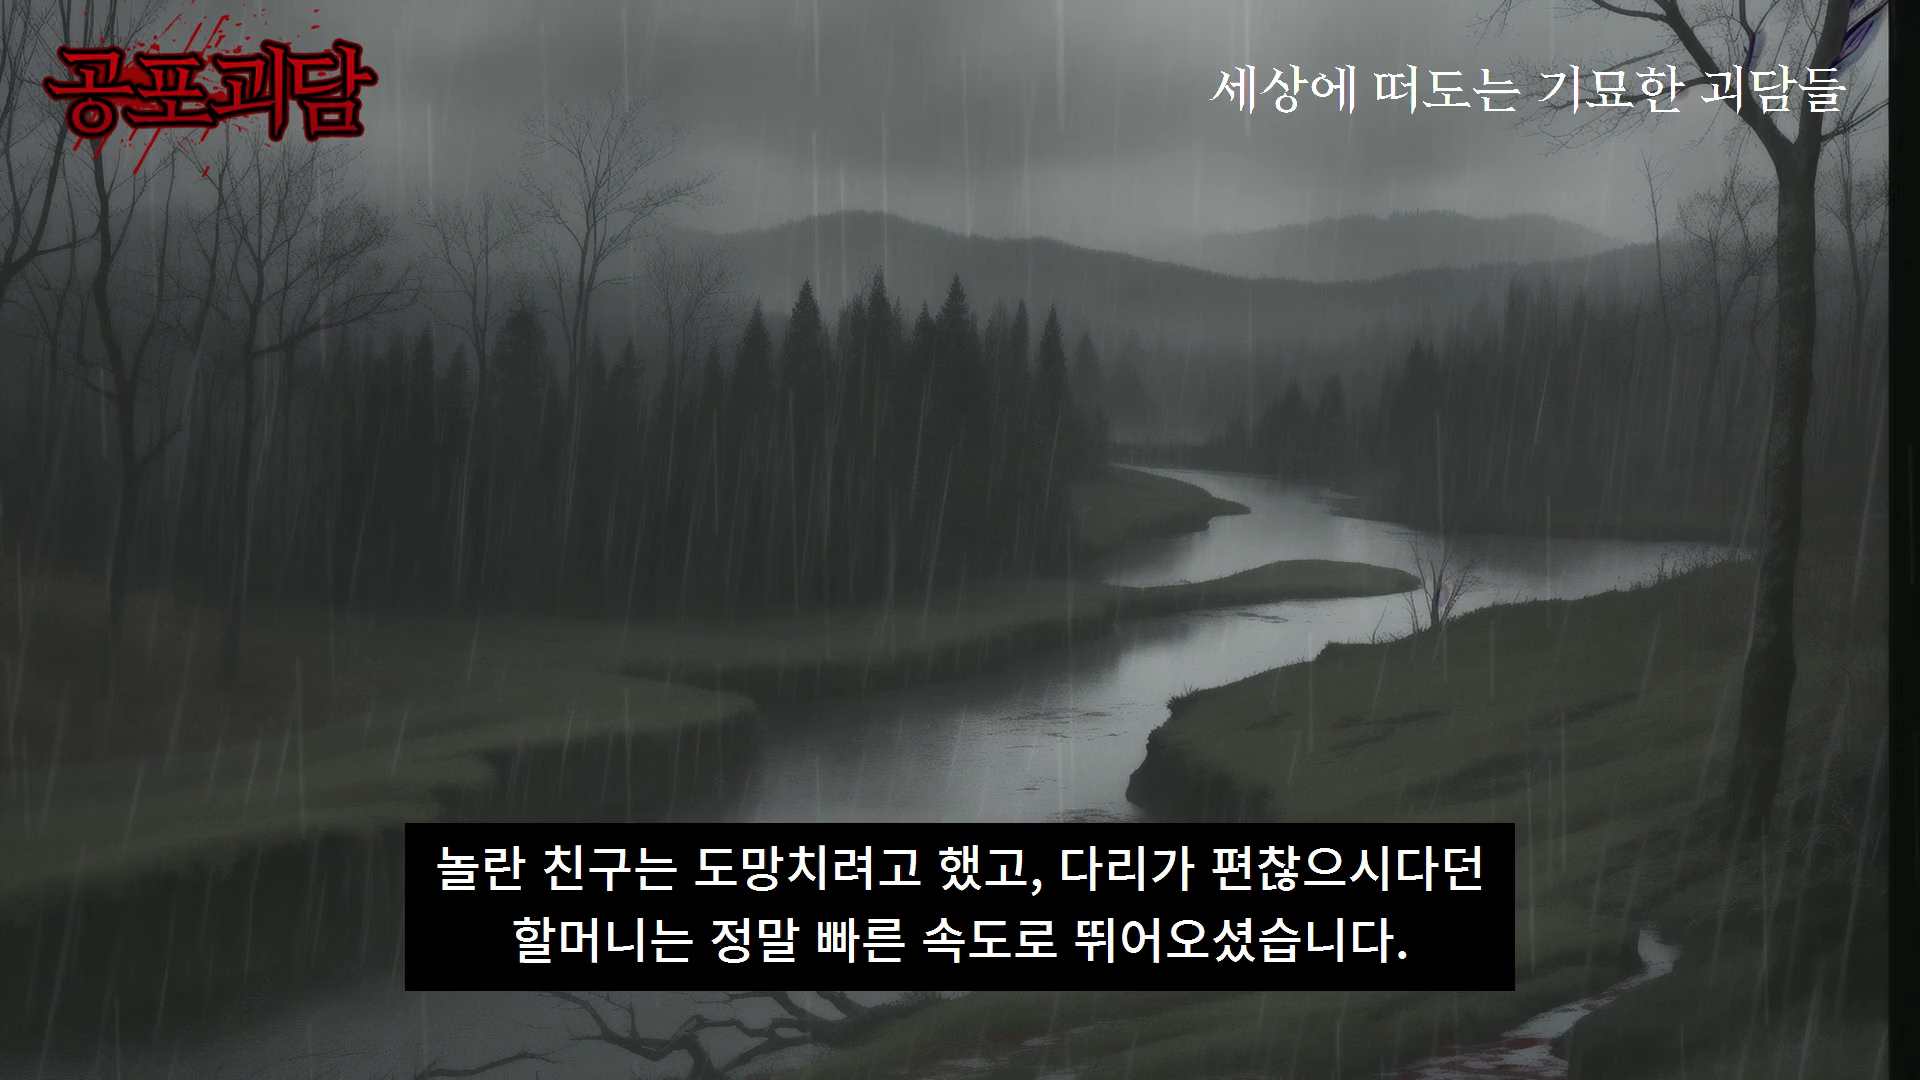 공포괴담
세상에 떠도는 기묘한 괴담들
놀란 친구는 도망치려고 했고, 다리가 편찮으시다던
할머니는 정말 빠른 속도로 뛰어오셨습니다.